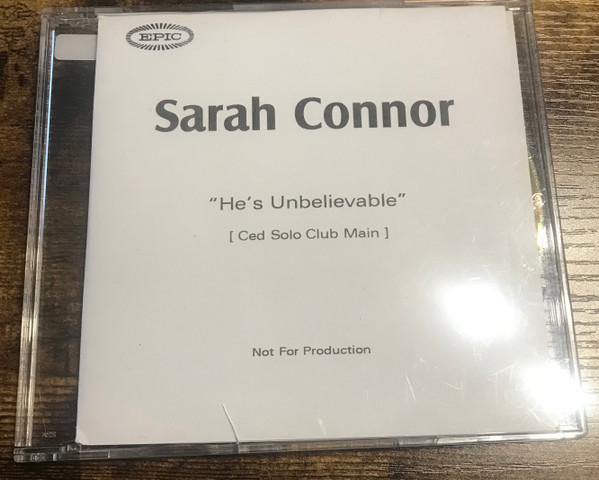 EPIC
Sarah Connor
“He's Unbelievable”
[ Ced Solo Club Main ]
Not For Production